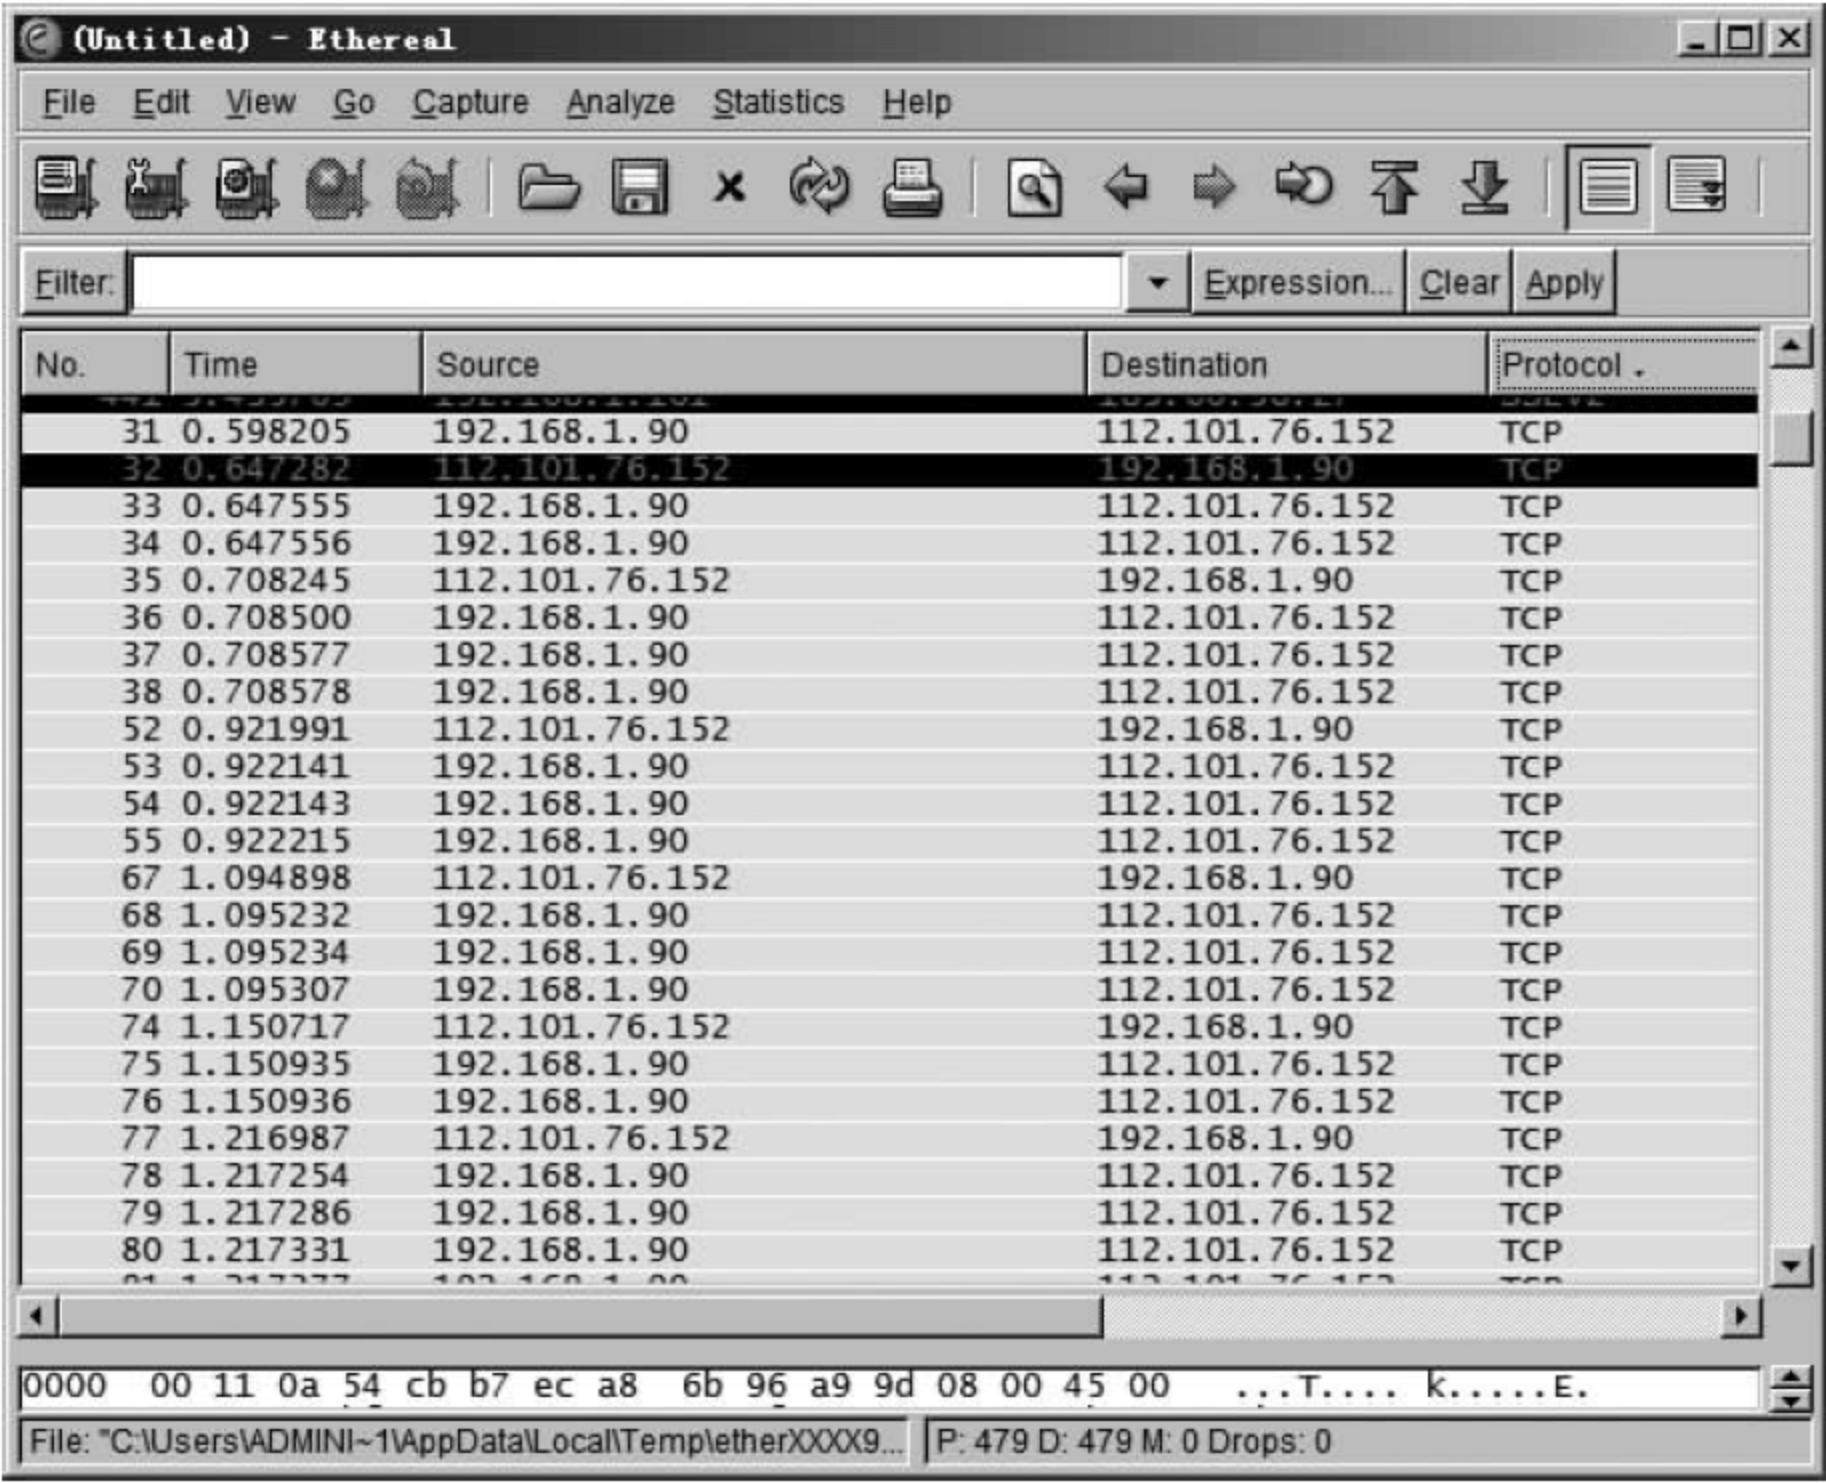 (Untitled) - Ethereal
File Edit View Go Capture Analyze Statistics Help
Filter: Expression... Clear Apply
No. Time Source Destination Protocol
31 0.598205 192.168.1.90 112.101.76.152 TCP
32 0.647282 112.101.76.152 192.168.1.90 TCP
33 0.647555 192.168.1.90 112.101.76.152 TCP
34 0.647556 192.168.1.90 112.101.76.152 TCP
35 0.708245 112.101.76.152 192.168.1.90 TCP
36 0.708500 192.168.1.90 112.101.76.152 TCP
37 0.708577 192.168.1.90 112.101.76.152 TCP
38 0.708578 192.168.1.90 112.101.76.152 TCP
52 0.921991 112.101.76.152 192.168.1.90 TCP
53 0.922141 192.168.1.90 112.101.76.152 TCP
54 0.922143 192.168.1.90 112.101.76.152 TCP
55 0.922215 192.168.1.90 112.101.76.152 TCP
67 1.094898 112.101.76.152 192.168.1.90 TCP
68 1.095232 192.168.1.90 112.101.76.152 TCP
69 1.095234 192.168.1.90 112.101.76.152 TCP
70 1.095307 192.168.1.90 112.101.76.152 TCP
74 1.150717 112.101.76.152 192.168.1.90 TCP
75 1.150935 192.168.1.90 112.101.76.152 TCP
76 1.150936 192.168.1.90 112.101.76.152 TCP
77 1.216987 112.101.76.152 192.168.1.90 TCP
78 1.217254 192.168.1.90 112.101.76.152 TCP
79 1.217286 192.168.1.90 112.101.76.152 TCP
80 1.217331 192.168.1.90 112.101.76.152 TCP
0000 00 11 0a 54 cb b7 ec a8 6b 96 a9 9d 08 00 45 00 ...T.... k.....E.
File: "C:\Users\ADMINI~1\AppData\Local\Temp\etherXXXX9... P: 479 D: 479 M: 0 Drops: 0